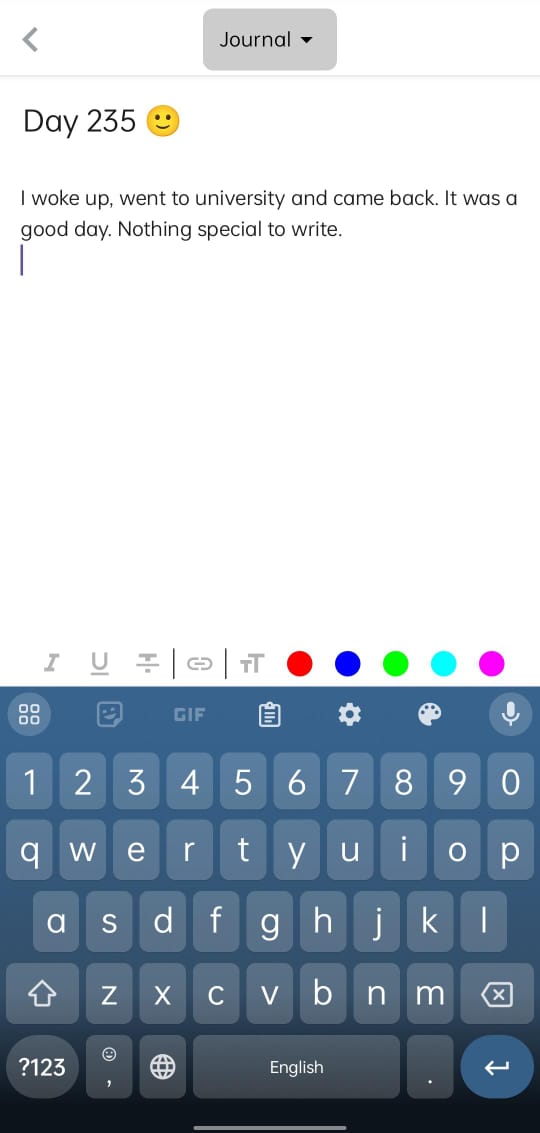 Journal
Day 235 🙂
I woke up, went to university and came back. It was a
good day. Nothing special to write.
I U T TT
GIF
1 2 3 4 5 6 7 8 9 0
q w e r t y u i o p
a s d f g h j k l
z x c v b n m
?123 , English .